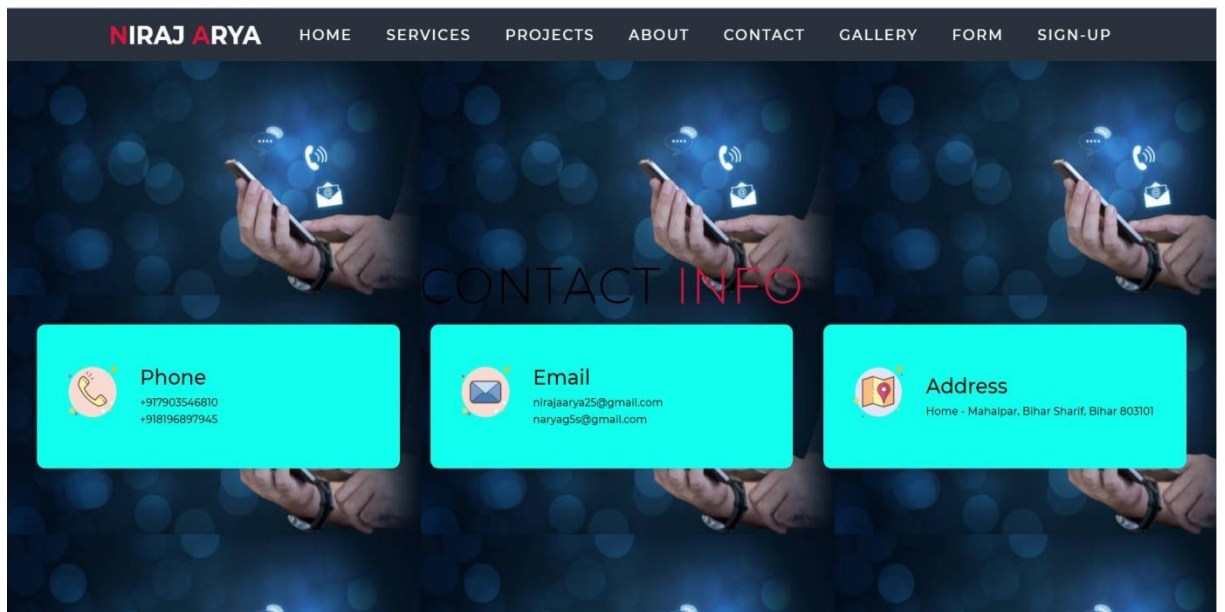 NIRAJ ARYA HOME SERVICES PROJECTS ABOUT CONTACT GALLERY FORM SIGN-UP
CONTACT INFO
Phone
+917903546810
+918196897945
Email
nirajaarya25@gmail.com
naryag5s@gmail.com
Address
Home - Mahalpar, Bihar Sharif, Bihar 803101